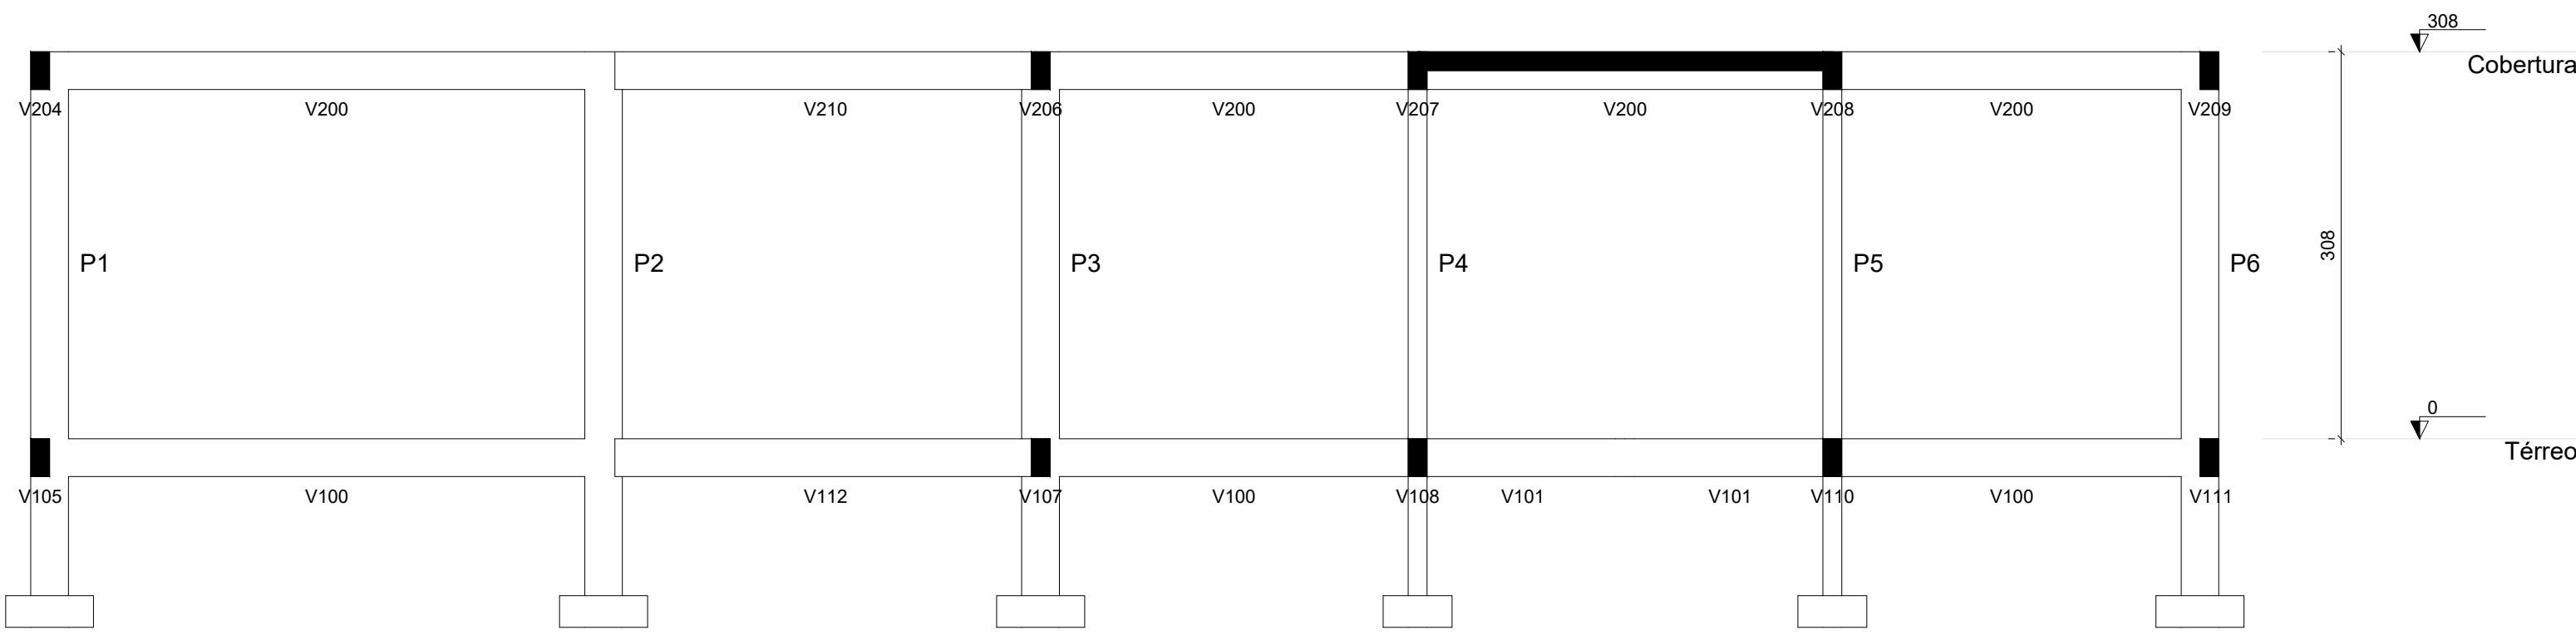 308
Cobertura
V204 V200 V210 V206 V200 V207 V200 V208 V200 V209
308
P1 P2 P3 P4 P5 P6
0
Térreo
V105 V100 V112 V107 V100 V108 V101 V101 V110 V100 V111